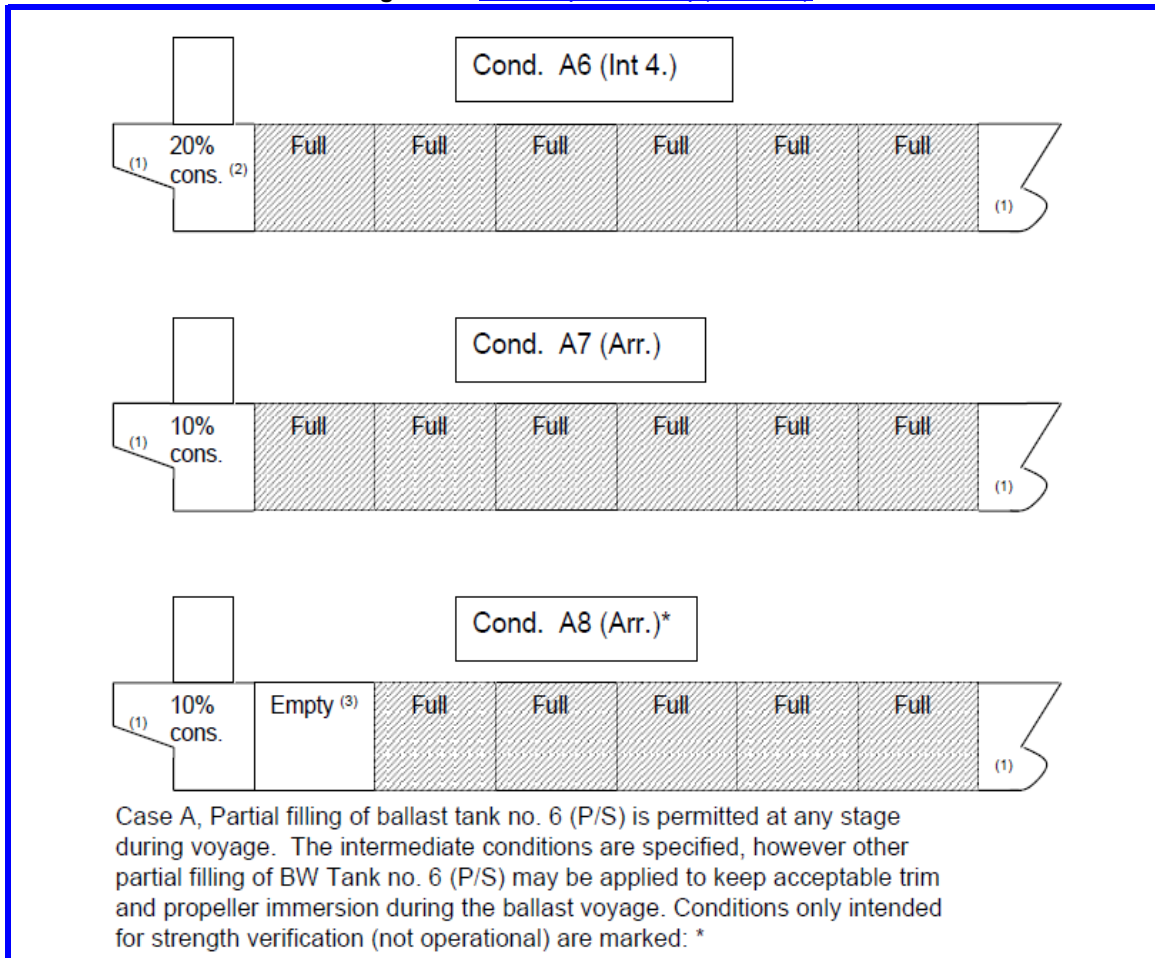 Cond. A6 (Int 4.)
20% Full Full Full Full Full Full
(1) cons. (2)
(1)
Cond. A7 (Arr.)
10% Full Full Full Full Full Full
(1) cons.
(1)
Cond. A8 (Arr.)*
10% Empty (3) Full Full Full Full Full
(1) cons.
(1)
Case A, Partial filling of ballast tank no. 6 (P/S) is permitted at any stage
during voyage. The intermediate conditions are specified, however other
partial filling of BW Tank no. 6 (P/S) may be applied to keep acceptable trim
and propeller immersion during the ballast voyage. Conditions only intended
for strength verification (not operational) are marked: *